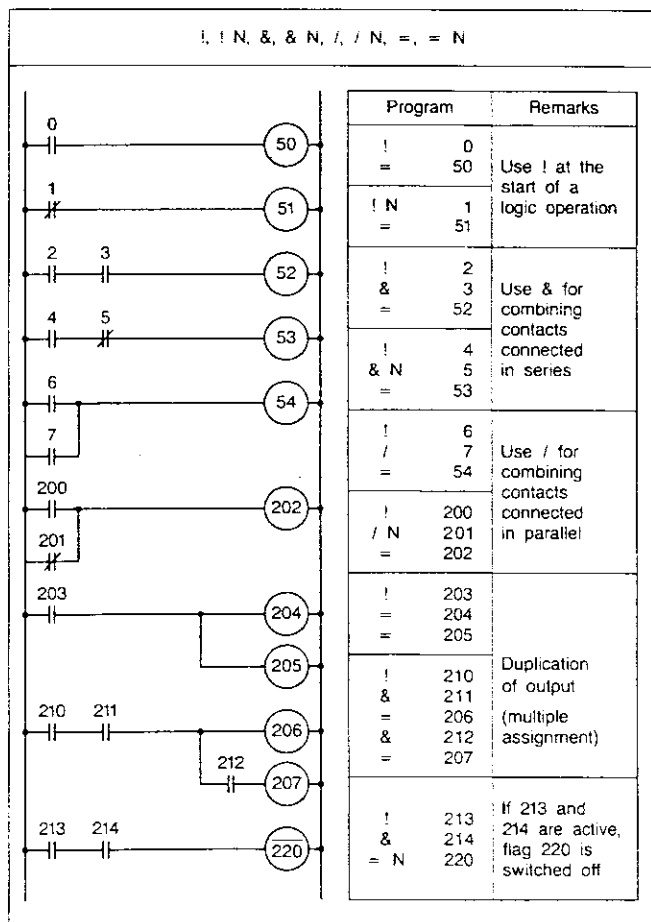 !, ! N, &, & N, /, / N, =, = N
0
50
1
51
2 3
52
4 5
53
6
54
7
200
202
201
203
204
205
210 211
206
212
207
213 214
220
Program Remarks
! 0
= 50
! N 1
= 51
Use ! at the
start of a
logic operation
! 2
& 3
= 52
! 4
& N 5
= 53
Use & for
combining
contacts
connected
in series
! 6
/ 7
= 54
! 200
/ N 201
= 202
Use / for
combining
contacts
connected
in parallel
! 203
= 204
= 205
! 210
& 211
= 206
& 212
= 207
Duplication
of output
(multiple
assignment)
! 213
& 214
= N 220
If 213 and
214 are active,
flag 220 is
switched off